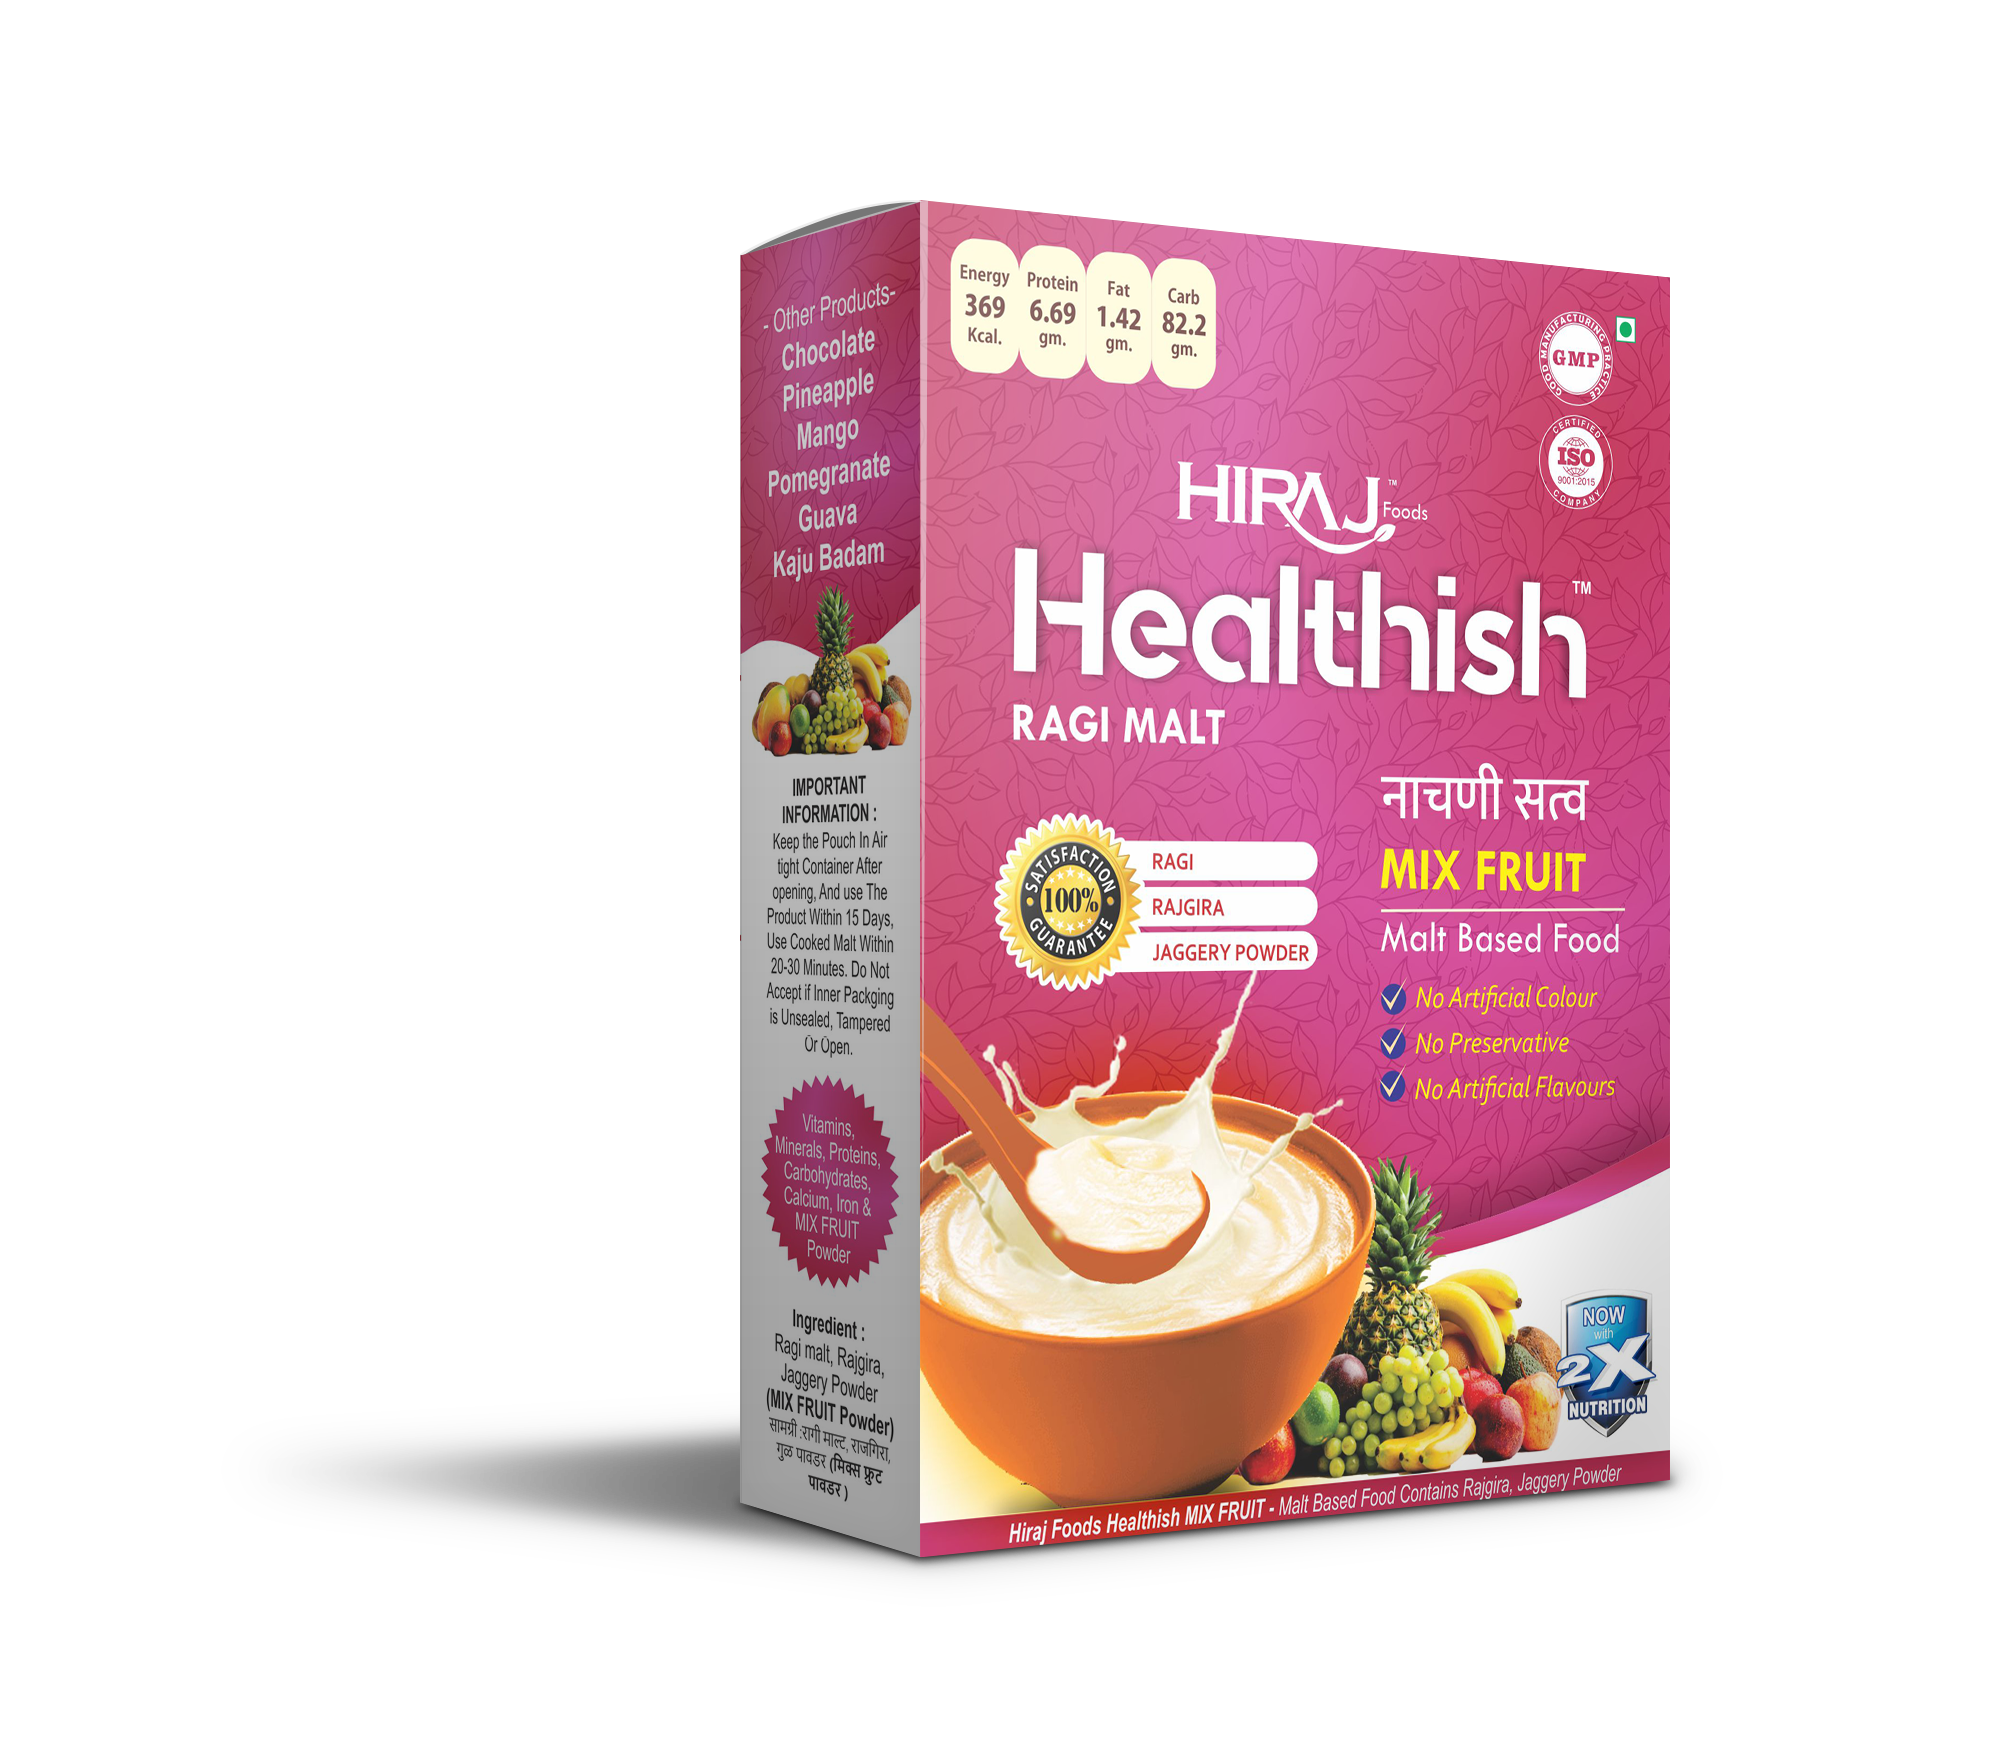 - Other Products-
Chocolate
Pineapple
Mango
Pomegranate
Guava
Kaju Badam
IMPORTANT
INFORMATION :
Keep the Pouch In Air
tight Container After
opening, And use The
Product Within 15 Days,
Use Cooked Malt Within
20-30 Minutes. Do Not
Accept if Inner Packging
is Unsealed, Tampered
Or Open.
Vitamins,
Minerals, Proteins,
Carbohydrates,
Calcium, Iron &
MIX FRUIT
Powder
Ingredient :
Ragi malt, Rajgira,
Jaggery Powder
(MIX FRUIT Powder)
सामग्री :रागी माल्ट, राजगिरा,
गुळ पावडर (मिक्स फ्रुट
पावडर )
Energy
369
Kcal.
Protein
6.69
gm.
Fat
1.42
gm.
Carb
82.2
gm.
GOOD MANUFACTURING PRACTICE
GMP
CERTIFIED
ISO
9001:2015
COMPANY
HIRAJ™
Foods
Healthish™
RAGI MALT
नाचणी सत्व
MIX FRUIT
Malt Based Food
SATISFACTION
100%
GUARANTEE
RAGI
RAJGIRA
JAGGERY POWDER
No Artificial Colour
No Preservative
No Artificial Flavours
NOW
with
2X
NUTRITION
Hiraj Foods Healthish MIX FRUIT - Malt Based Food Contains Rajgira, Jaggery Powder